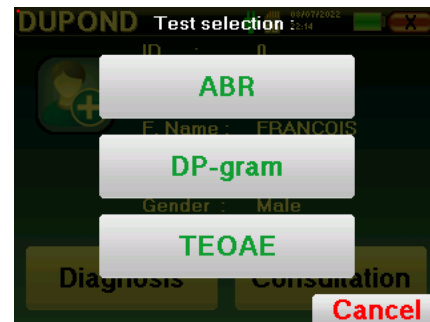 DUPOND Test selection : 08/07/2022
22:14 X
ID : 0
ABR
F. Name : FRANCOIS
DP-gram
Gender : Male
TEOAE
Diagnosis Consultation
Cancel